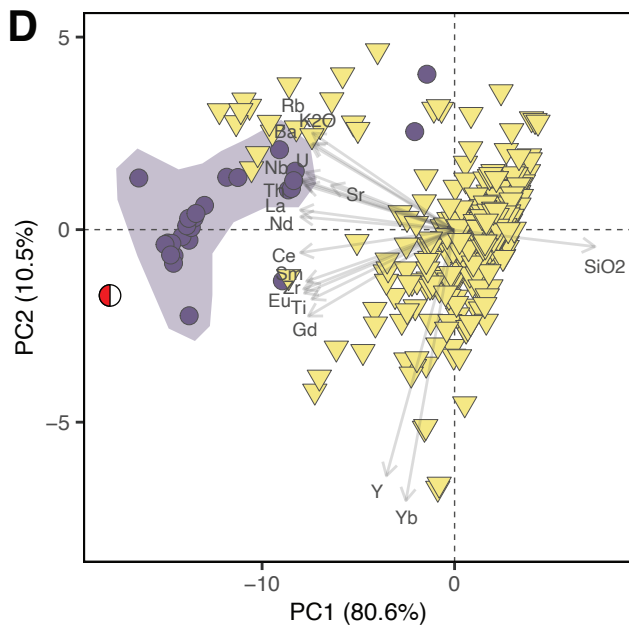 D
5
0
−5
PC2 (10.5%)
Rb
K2O
Ba
U
Nb
Th
Sr
La
Nd
Ce
SiO2
Sm
Zr
Eu
Ti
Gd
Y
Yb
−10
0
PC1 (80.6%)